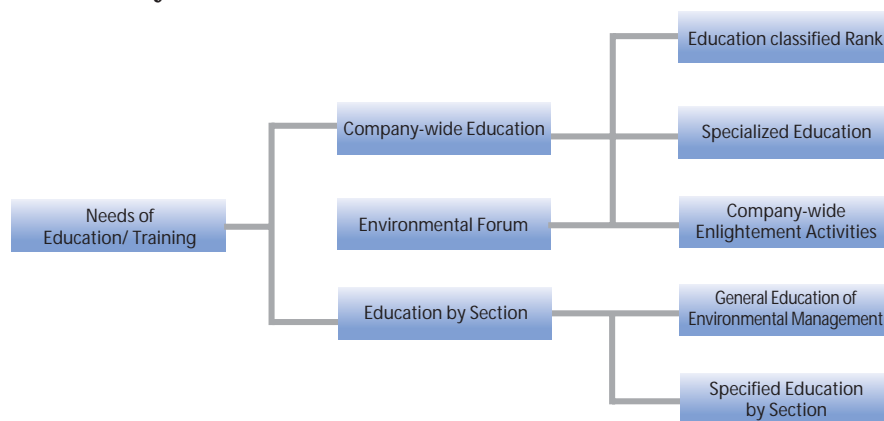 Education classified Rank
Company-wide Education
Specialized Education
Needs of
Education/ Training
Environmental Forum
Company-wide
Enlightement Activities
Education by Section
General Education of
Environmental Management
Specified Education
by Section